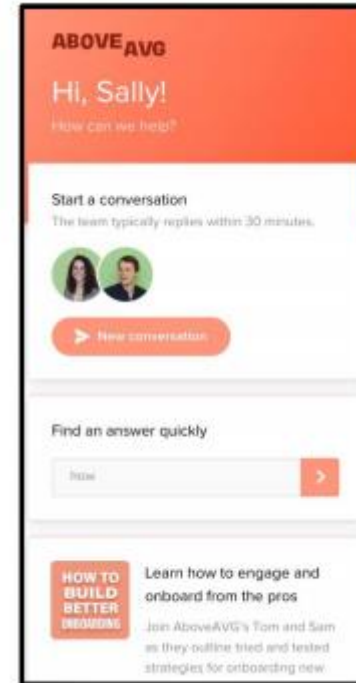 ABOVE AVG
Hi, Sally!
How can we help?
Start a conversation
The team typically replies within 30 minutes.
New conversation
Find an answer quickly
how
HOW TO
BUILD
BETTER
ONBOARDING
Learn how to engage and
onboard from the pros
Join AboveAVG's Tom and Sam
as they outline tried and tested
strategies for onboarding new